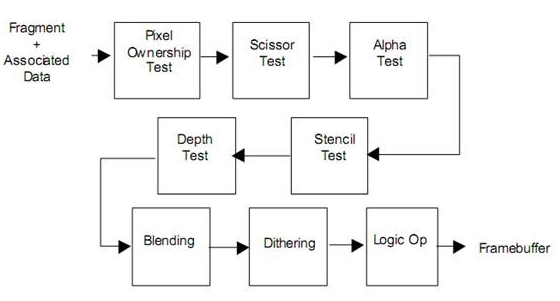 Fragment
+
Associated
Data
Pixel
Ownership
Test
Scissor
Test
Alpha
Test
Depth
Test
Stencil
Test
Blending
Dithering
Logic Op
Framebuffer